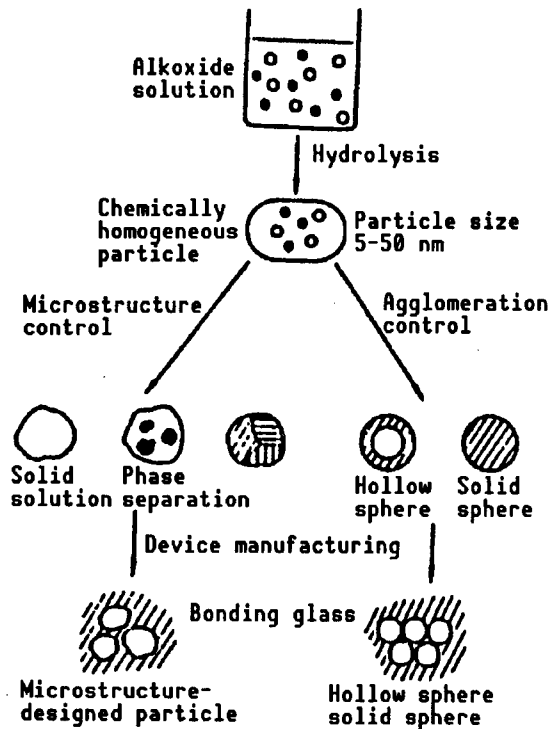 Alkoxide
solution
Hydrolysis
Chemically
homogeneous
particle
Particle size
5-50 nm
Microstructure
control
Agglomeration
control
Solid
solution
Phase
separation
Hollow
sphere
Solid
sphere
Device manufacturing
Bonding glass
Microstructure-
designed particle
Hollow sphere
solid sphere